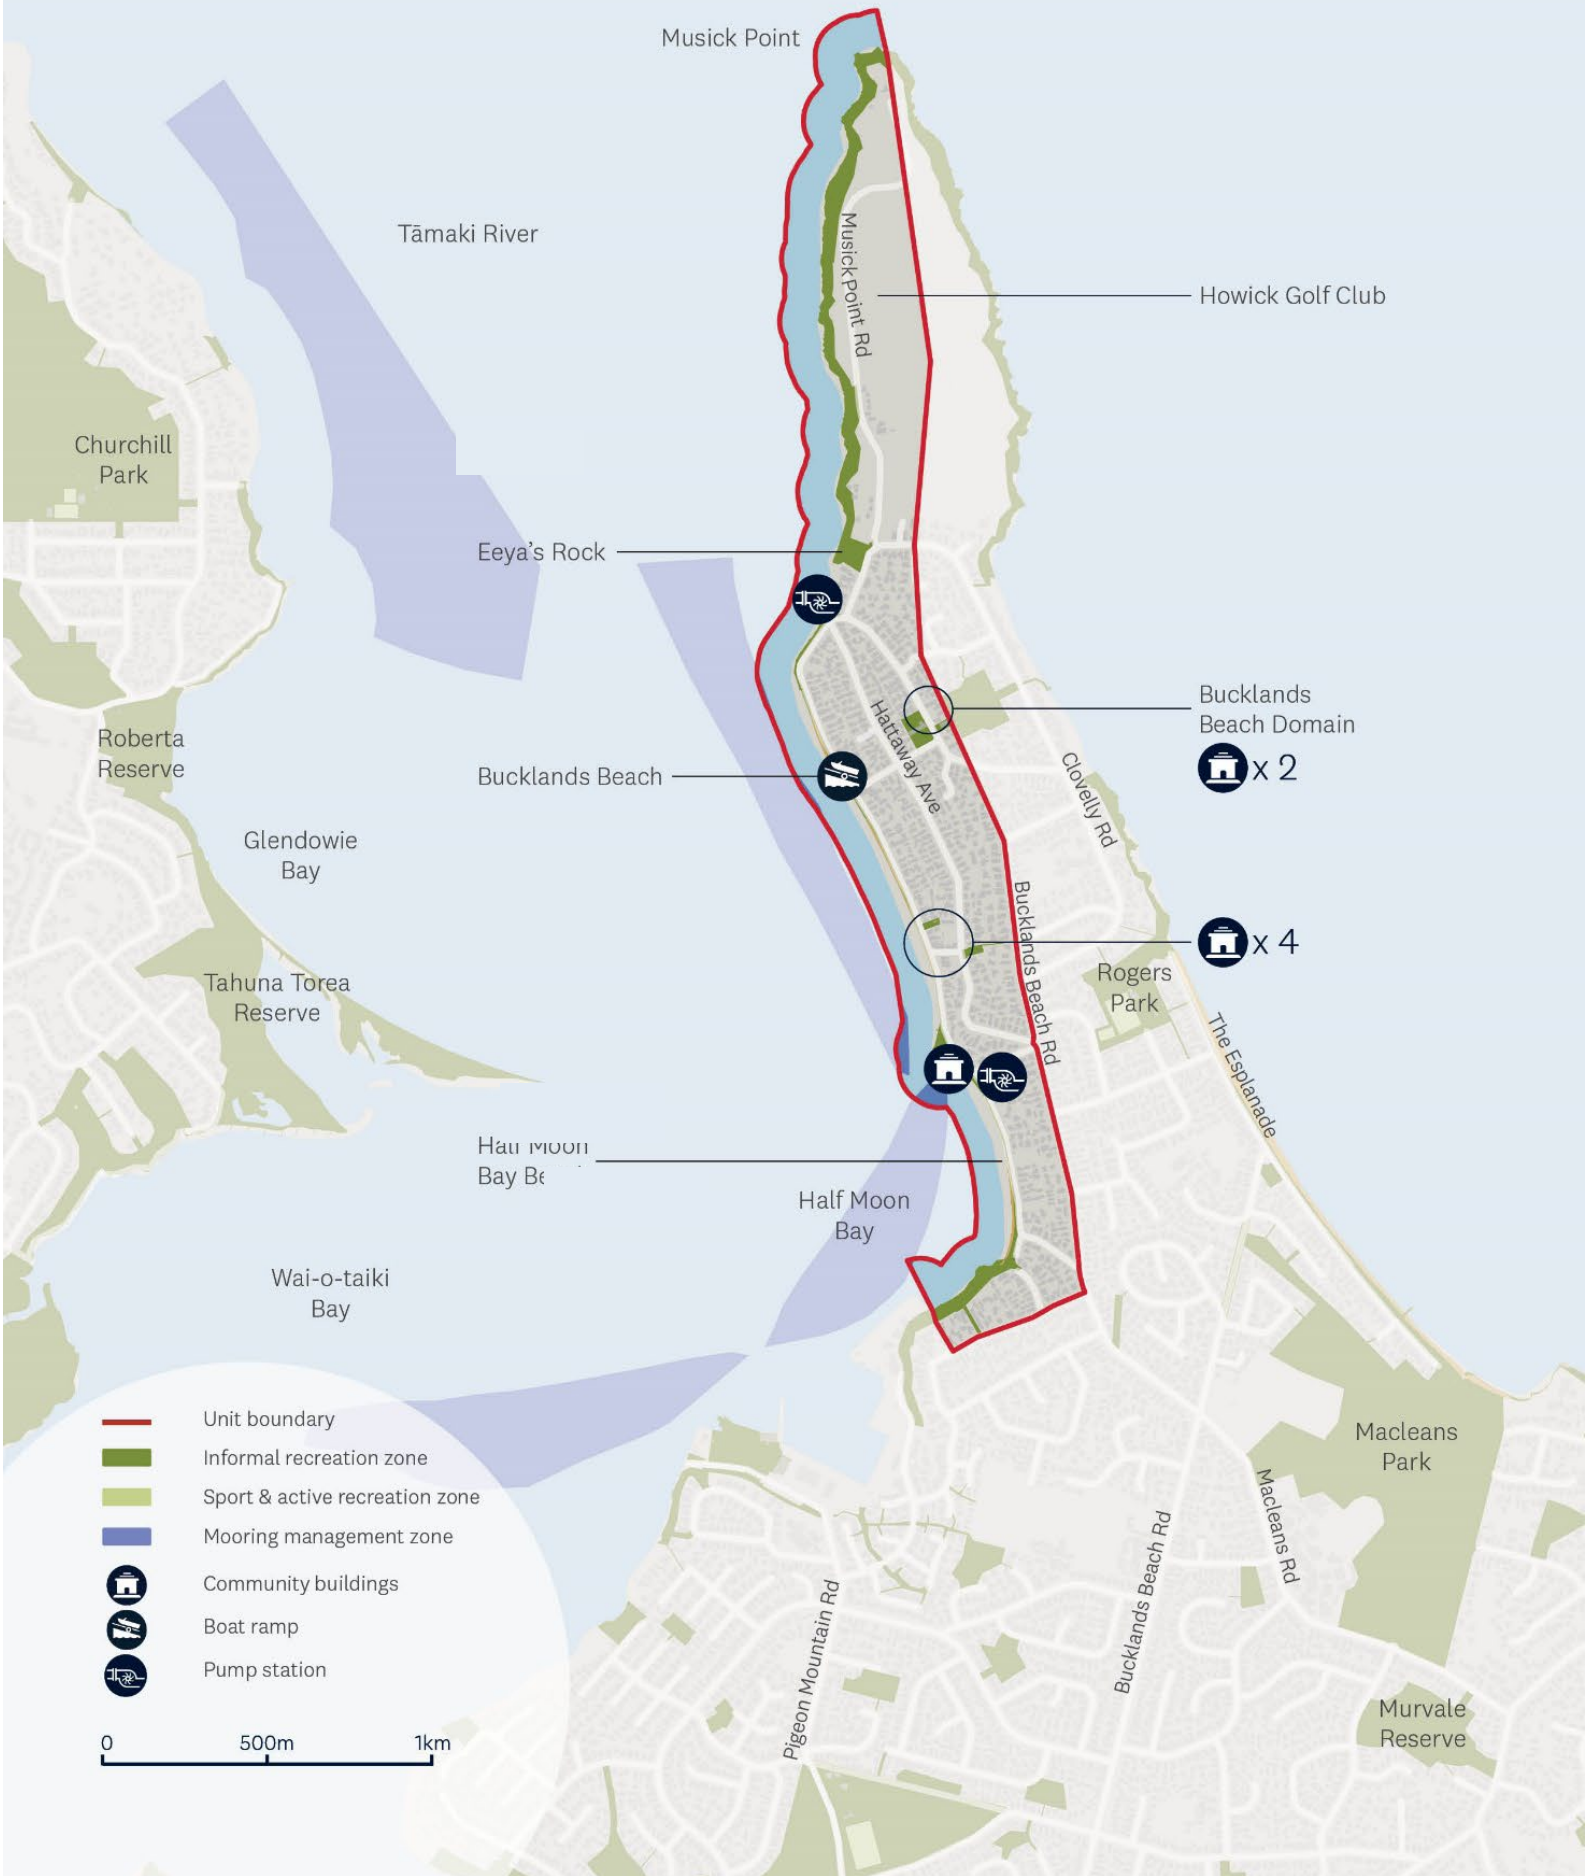 Musick Point
Tāmaki River
Musick Point Rd
Howick Golf Club
Churchill
Park
Eeya's Rock
Bucklands
Beach Domain
x 2
Roberta
Reserve
Hattaway Ave
Bucklands Beach
Clovelly Rd
Glendowie
Bay
Bucklands Beach Rd
x 4
Rogers
Park
Tahuna Torea
Reserve
The Esplanade
Half Moon
Bay
Half Moon
Bay
Wai-o-taiki
Bay
Unit boundary
Informal recreation zone
Sport & active recreation zone
Mooring management zone
Community buildings
Boat ramp
Pump station
0 500m 1km
Macleans
Park
Macleans Rd
Bucklands Beach Rd
Pigeon Mountain Rd
Murvale
Reserve